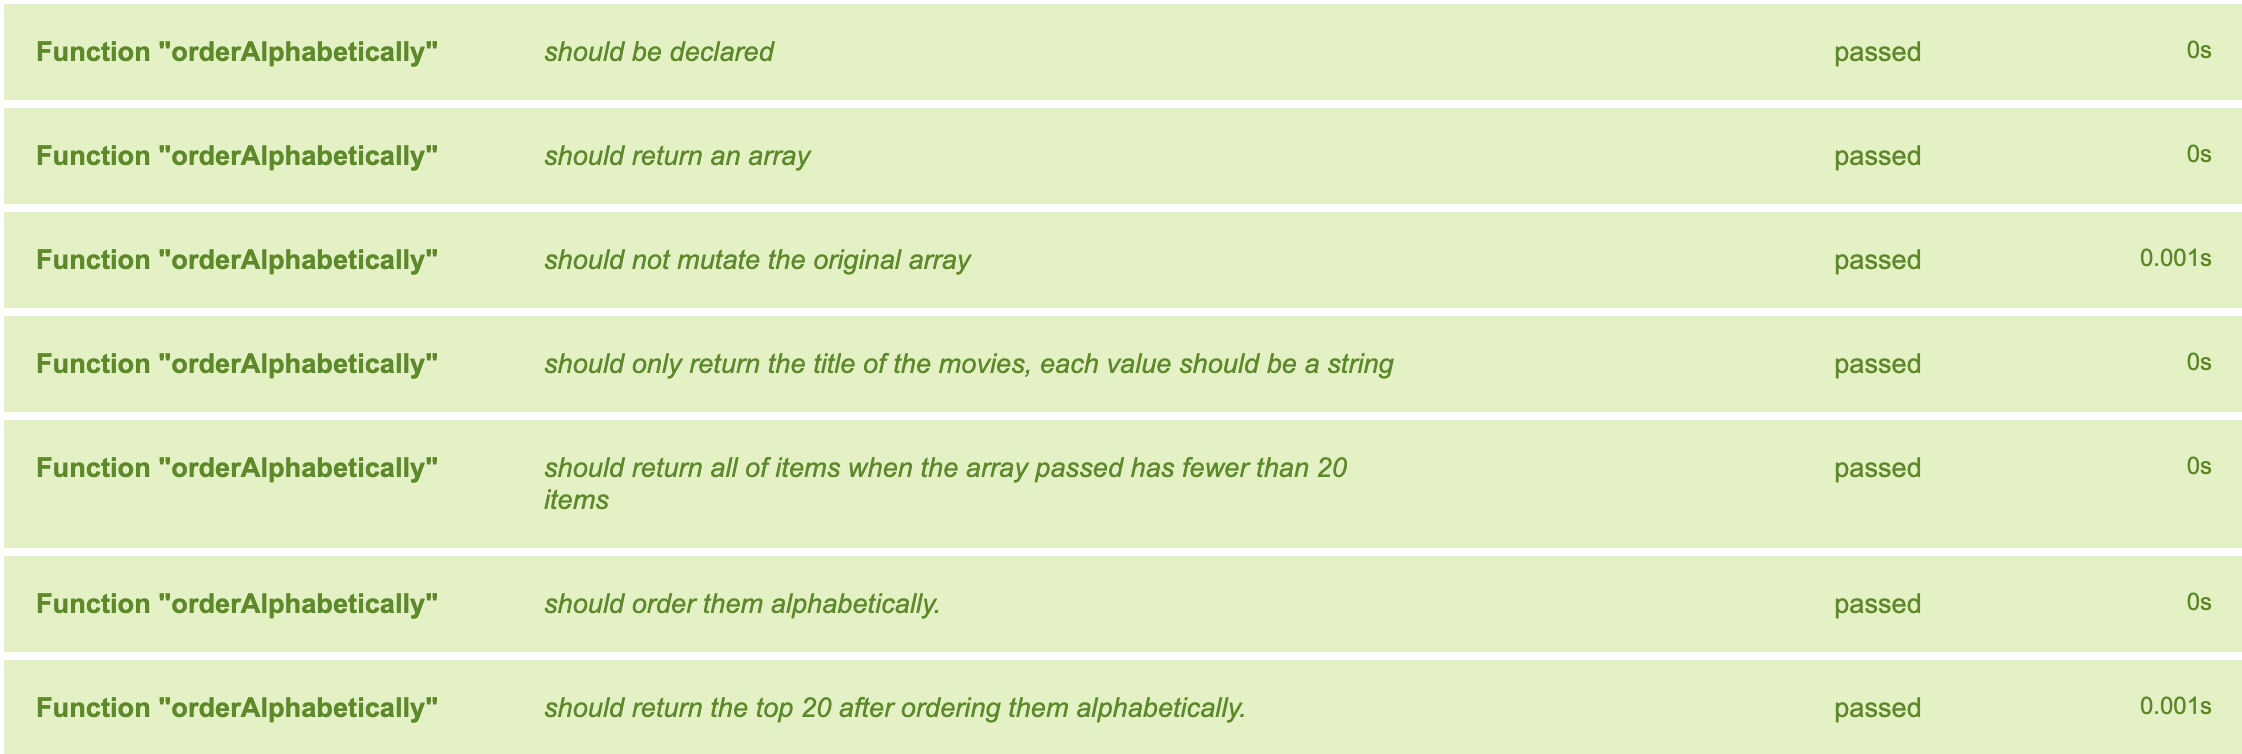 Function "orderAlphabetically" should be declared passed 0s
Function "orderAlphabetically" should return an array passed 0s
Function "orderAlphabetically" should not mutate the original array passed 0.001s
Function "orderAlphabetically" should only return the title of the movies, each value should be a string passed 0s
Function "orderAlphabetically" should return all of items when the array passed has fewer than 20 passed 0s
items
Function "orderAlphabetically" should order them alphabetically. passed 0s
Function "orderAlphabetically" should return the top 20 after ordering them alphabetically. passed 0.001s